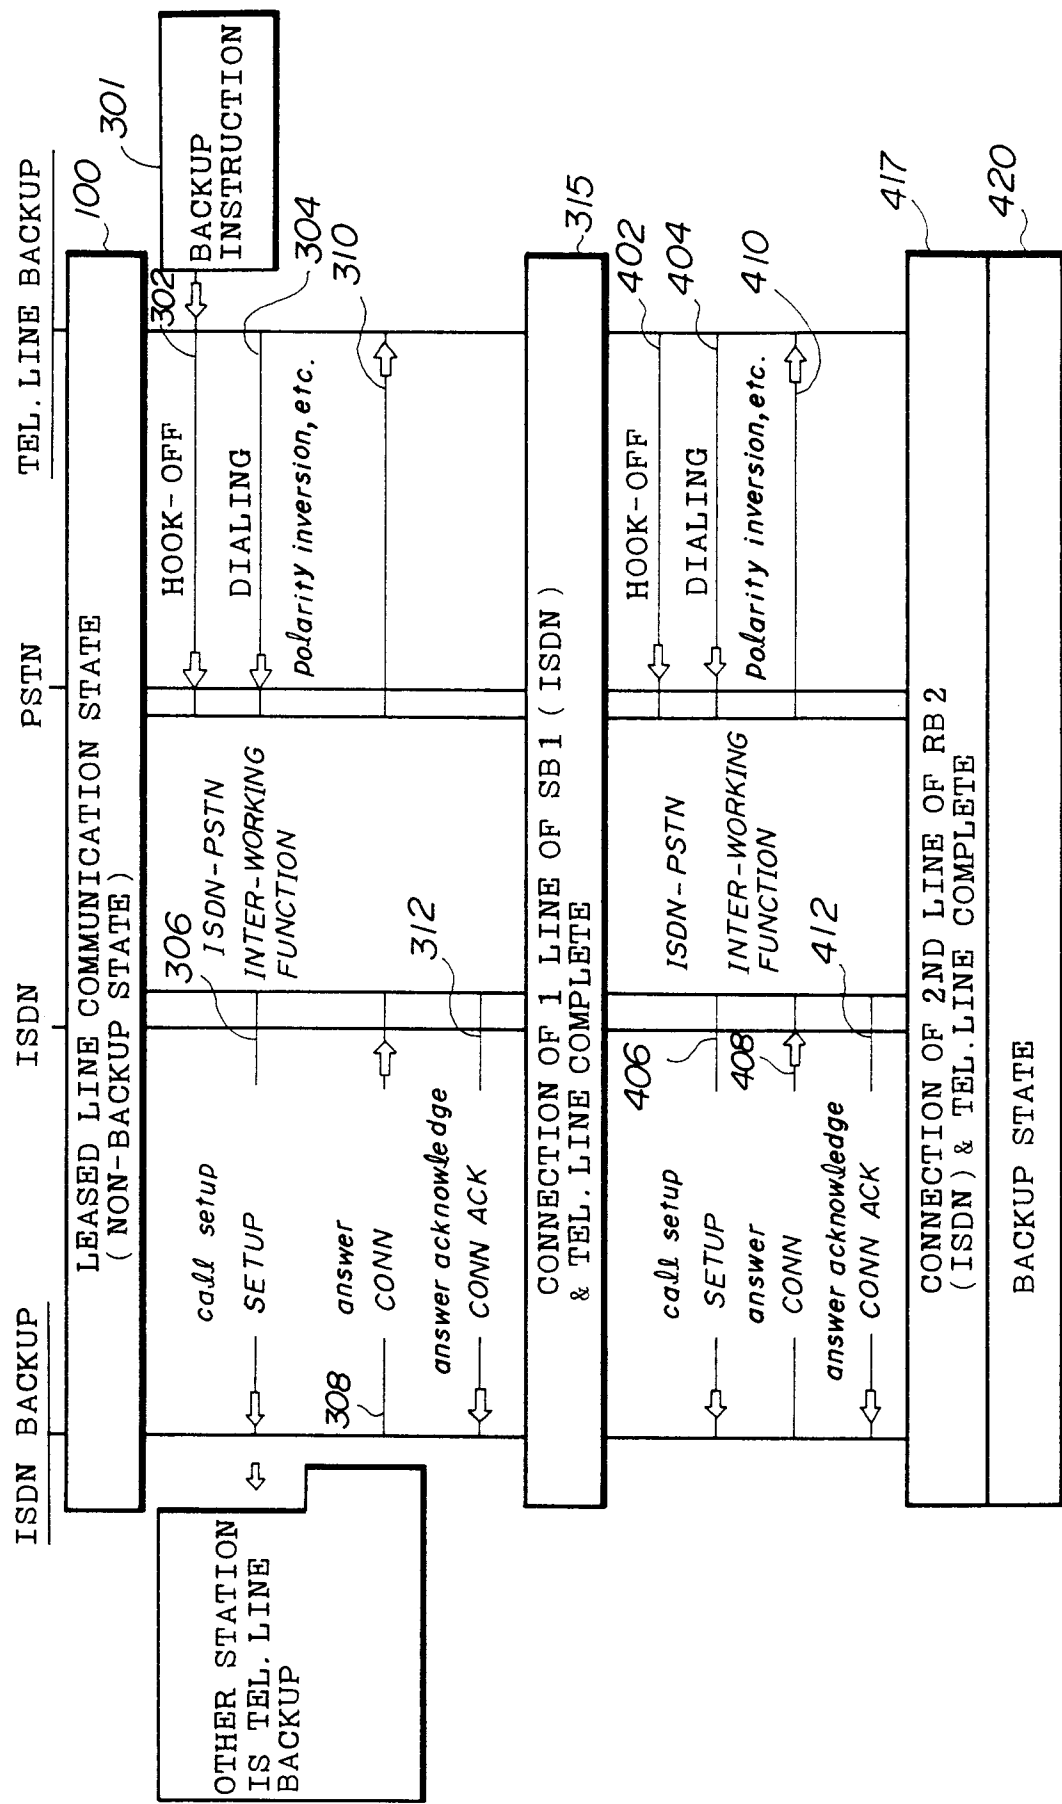 ISDN BACKUP
ISDN
PSTN
TEL.LINE BACKUP
LEASED LINE COMMUNICATION STATE
(NON-BACKUP STATE)
100
301
BACKUP
INSTRUCTION
302
HOOK-OFF
304
DIALING
310
polarity inversion, etc.
306
ISDN-PSTN
INTER-WORKING
FUNCTION
call setup
SETUP
OTHER STATION
IS TEL. LINE
BACKUP
308
answer
CONN
312
answer acknowledge
CONN ACK
CONNECTION OF 1 LINE OF SB1 (ISDN)
& TEL. LINE COMPLETE
315
402
HOOK-OFF
404
DIALING
410
polarity inversion, etc.
ISDN-PSTN
INTER-WORKING
FUNCTION
406
call setup
SETUP
408
answer
CONN
412
answer acknowledge
CONN ACK
CONNECTION OF 2ND LINE OF RB2
(ISDN) & TEL. LINE COMPLETE
417
BACKUP STATE
420